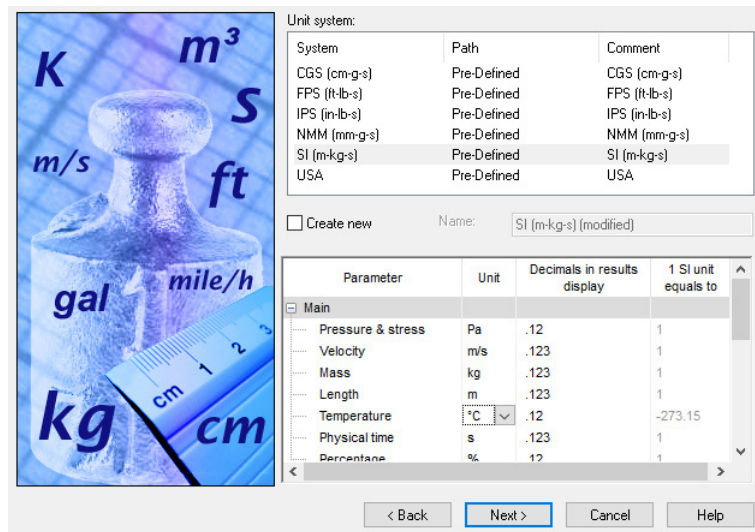 K
m³
s
m/s
ft
gal
mile/h
cm 1 2 3
kg
cm
Unit system:
System Path Comment
CGS (cm-g-s) Pre-Defined CGS (cm-g-s)
FPS (ft-lb-s) Pre-Defined FPS (ft-lb-s)
IPS (in-lb-s) Pre-Defined IPS (in-lb-s)
NMM (mm-g-s) Pre-Defined NMM (mm-g-s)
SI (m-kg-s) Pre-Defined SI (m-kg-s)
USA Pre-Defined USA
Create new Name: SI (m-kg-s) (modified)
Parameter Unit Decimals in results display 1 SI unit equals to
Main
Pressure & stress Pa .12 1
Velocity m/s .123 1
Mass kg .123 1
Length m .123 1
Temperature °C .12 -273.15
Physical time s .123 1
Percentage % .12 1
< Back Next > Cancel Help